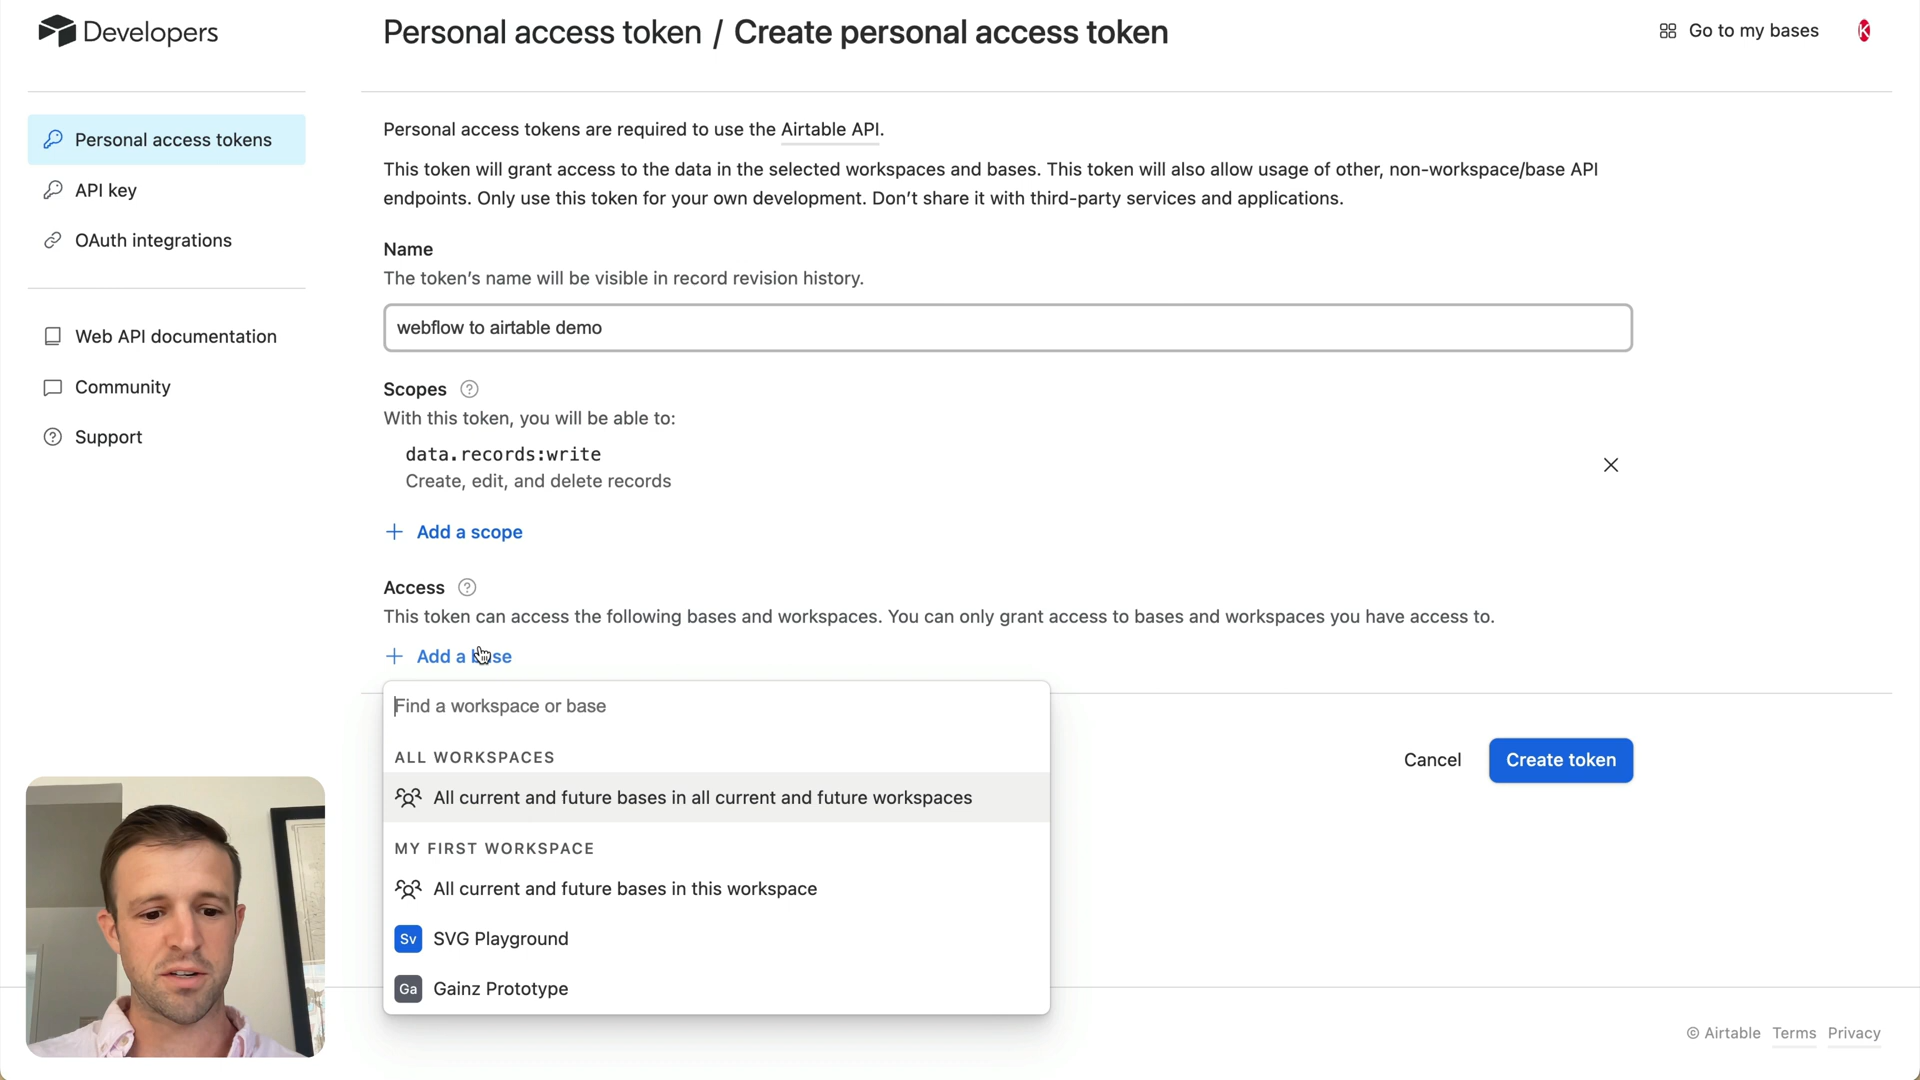 Developers
Personal access token / Create personal access token
Go to my bases
K
Personal access tokens
API key
OAuth integrations
Web API documentation
Community
Support
Personal access tokens are required to use the Airtable API.
This token will grant access to the data in the selected workspaces and bases. This token will also allow usage of other, non-workspace/base API
endpoints. Only use this token for your own development. Don’t share it with third-party services and applications.
Name
The token’s name will be visible in record revision history.
webflow to airtable demo
Scopes ?
With this token, you will be able to:
data.records:write
Create, edit, and delete records
+ Add a scope
Access ?
This token can access the following bases and workspaces. You can only grant access to bases and workspaces you have access to.
+ Add a base
Find a workspace or base
ALL WORKSPACES
All current and future bases in all current and future workspaces
MY FIRST WORKSPACE
All current and future bases in this workspace
Sv SVG Playground
Ga Gainz Prototype
Cancel
Create token
© Airtable Terms Privacy